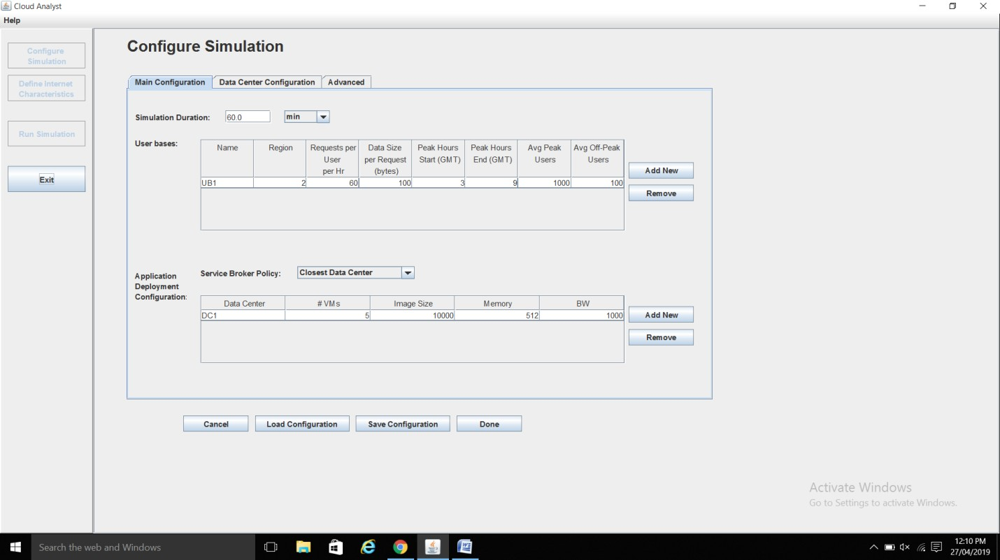 Cloud Analyst
Help
Configure
Simulation
Define Internet
Characteristics
Run Simulation
Exit
Configure Simulation
Main Configuration Data Center Configuration Advanced
Simulation Duration: 60.0 min
User bases:
Name Region Requests per User per Hr Data Size per Request (bytes) Peak Hours Start (GMT) Peak Hours End (GMT) Avg Peak Users Avg Off-Peak Users
UB1 2 60 100 3 9 1000 100
Add New
Remove
Application
Deployment
Configuration:
Service Broker Policy: Closest Data Center
Data Center # VMs Image Size Memory BW
DC1 5 10000 512 1000
Add New
Remove
Cancel Load Configuration Save Configuration Done
Activate Windows
Go to Settings to activate Windows.
Search the web and Windows
12:10 PM
27/04/2019